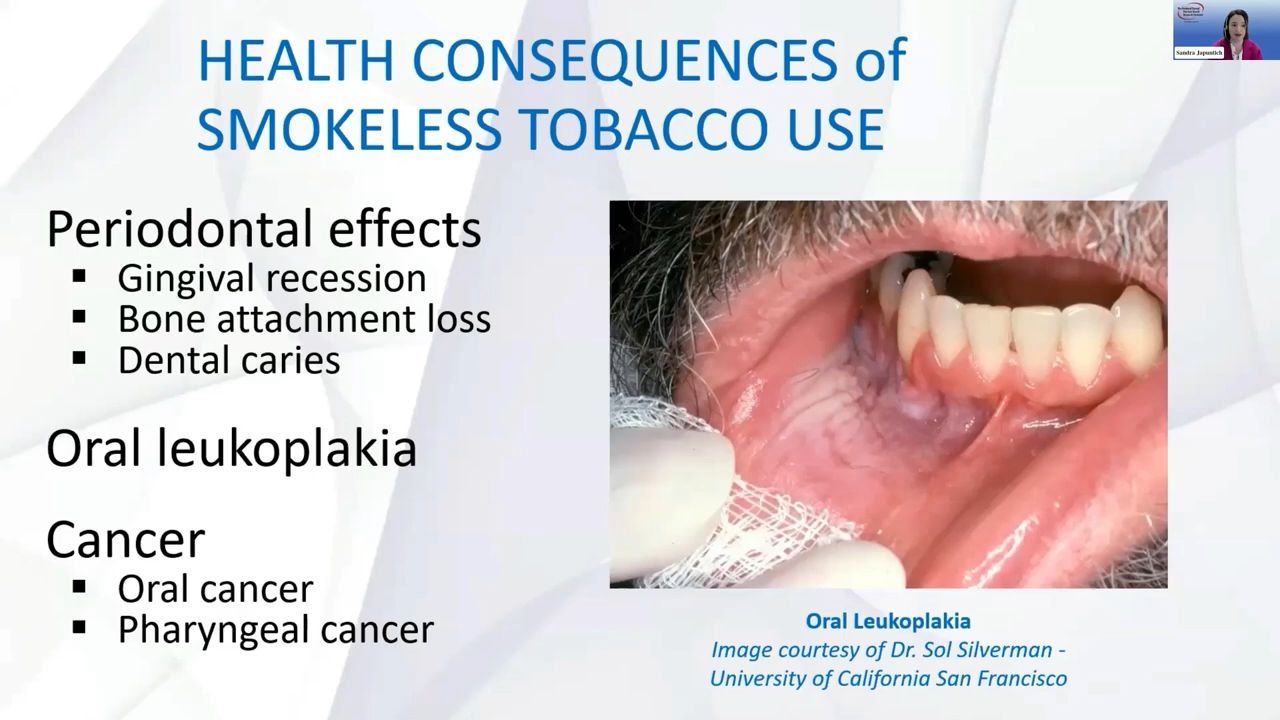 HEALTH CONSEQUENCES of
SMOKELESS TOBACCO USE
Periodontal effects
▪ Gingival recession
▪ Bone attachment loss
▪ Dental caries
Oral leukoplakia
Cancer
▪ Oral cancer
▪ Pharyngeal cancer
Oral Leukoplakia
Image courtesy of Dr. Sol Silverman -
University of California San Francisco
Sandra Japuntich